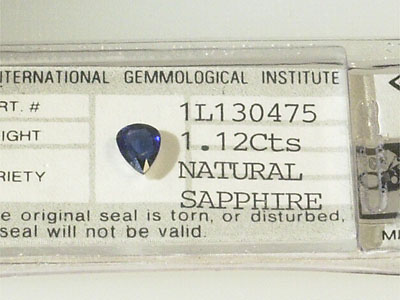 NTERNATIONAL GEMMOLOGICAL INSTITUTE
RT. # 1L130475
IGHT 1.12Cts
RIETY NATURAL
SAPPHIRE
e original seal is torn, or disturbed,
seal will not be valid.